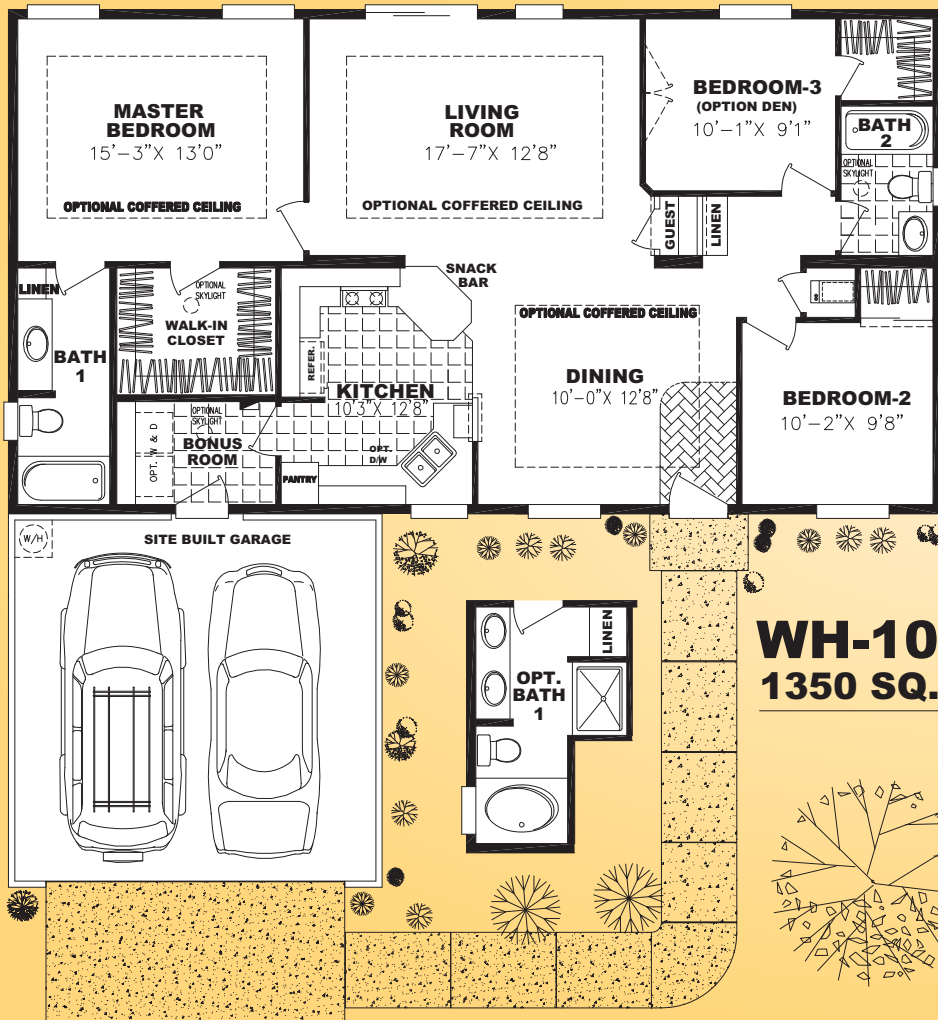 MASTER
BEDROOM
15'-3"X 13'0"
OPTIONAL COFFERED CEILING
LIVING
ROOM
17'-7"X 12'8"
OPTIONAL COFFERED CEILING
BEDROOM-3
(OPTION DEN)
10'-1"X 9'1"
BATH
2
OPTIONAL
SKYLIGHT
GUEST
LINEN
LINEN
BATH
1
OPTIONAL
SKYLIGHT
WALK-IN
CLOSET
SNACK
BAR
REFER.
KITCHEN
10'3"X 12'8"
OPT.
D/W
PANTRY
OPTIONAL COFFERED CEILING
DINING
10'-0"X 12'8"
S
BEDROOM-2
10'-2"X 9'8"
OPT. W & D
OPTIONAL
SKYLIGHT
BONUS
ROOM
W/H
SITE BUILT GARAGE
LINEN
OPT.
BATH
1
WH-10
1350 SQ.